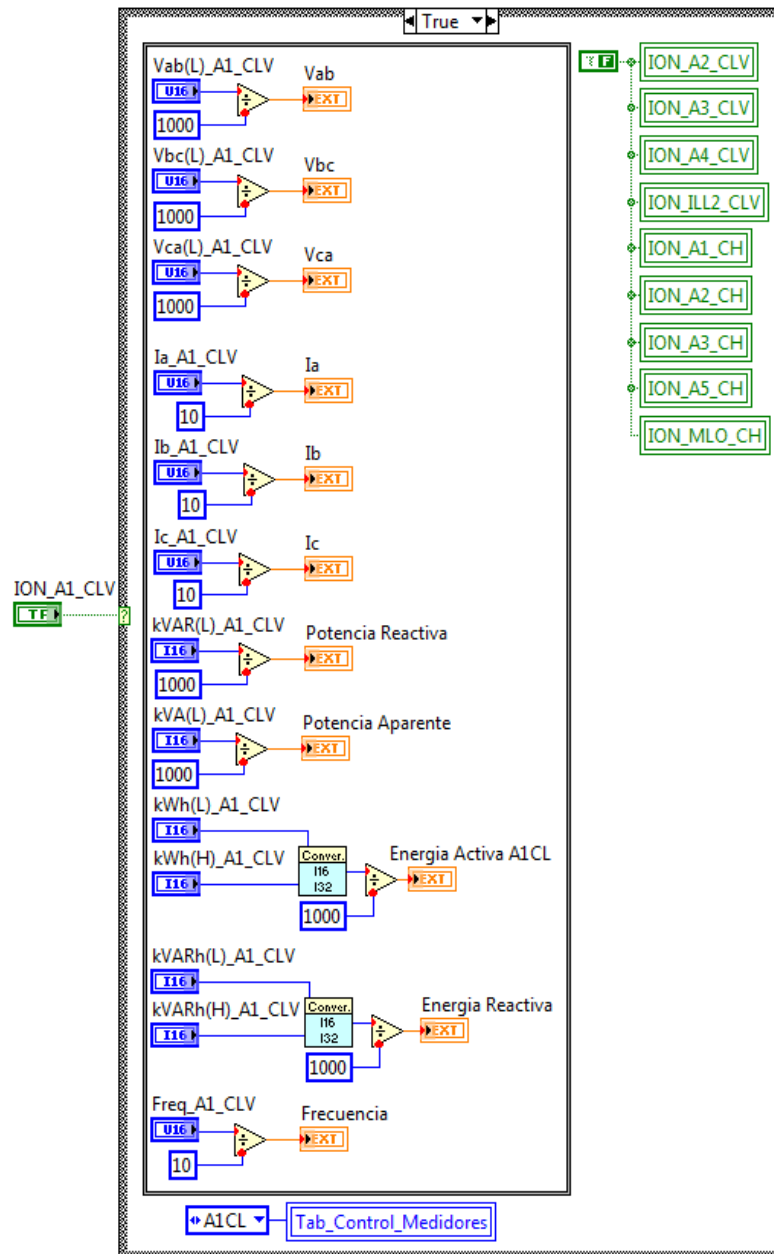 True
Vab(L)_A1_CLV
Vab
U16
EXT
1000
Vbc(L)_A1_CLV
Vbc
U16
EXT
1000
Vca(L)_A1_CLV
Vca
U16
EXT
1000
Ia_A1_CLV
Ia
U16
EXT
10
Ib_A1_CLV
Ib
U16
EXT
10
Ic_A1_CLV
Ic
U16
EXT
10
ION_A1_CLV
TF
?
kVAR(L)_A1_CLV
Potencia Reactiva
I16
EXT
1000
kVA(L)_A1_CLV
Potencia Aparente
I16
EXT
1000
kWh(L)_A1_CLV
I16
kWh(H)_A1_CLV
I16
Conver.
I16
I32
Energia Activa A1CL
EXT
1000
kVARh(L)_A1_CLV
I16
kVARh(H)_A1_CLV
I16
Conver.
I16
I32
Energia Reactiva
EXT
1000
Freq_A1_CLV
Frecuencia
U16
EXT
10
A1CL
Tab_Control_Medidores
F
ION_A2_CLV
ION_A3_CLV
ION_A4_CLV
ION_ILL2_CLV
ION_A1_CH
ION_A2_CH
ION_A3_CH
ION_A5_CH
ION_MLO_CH